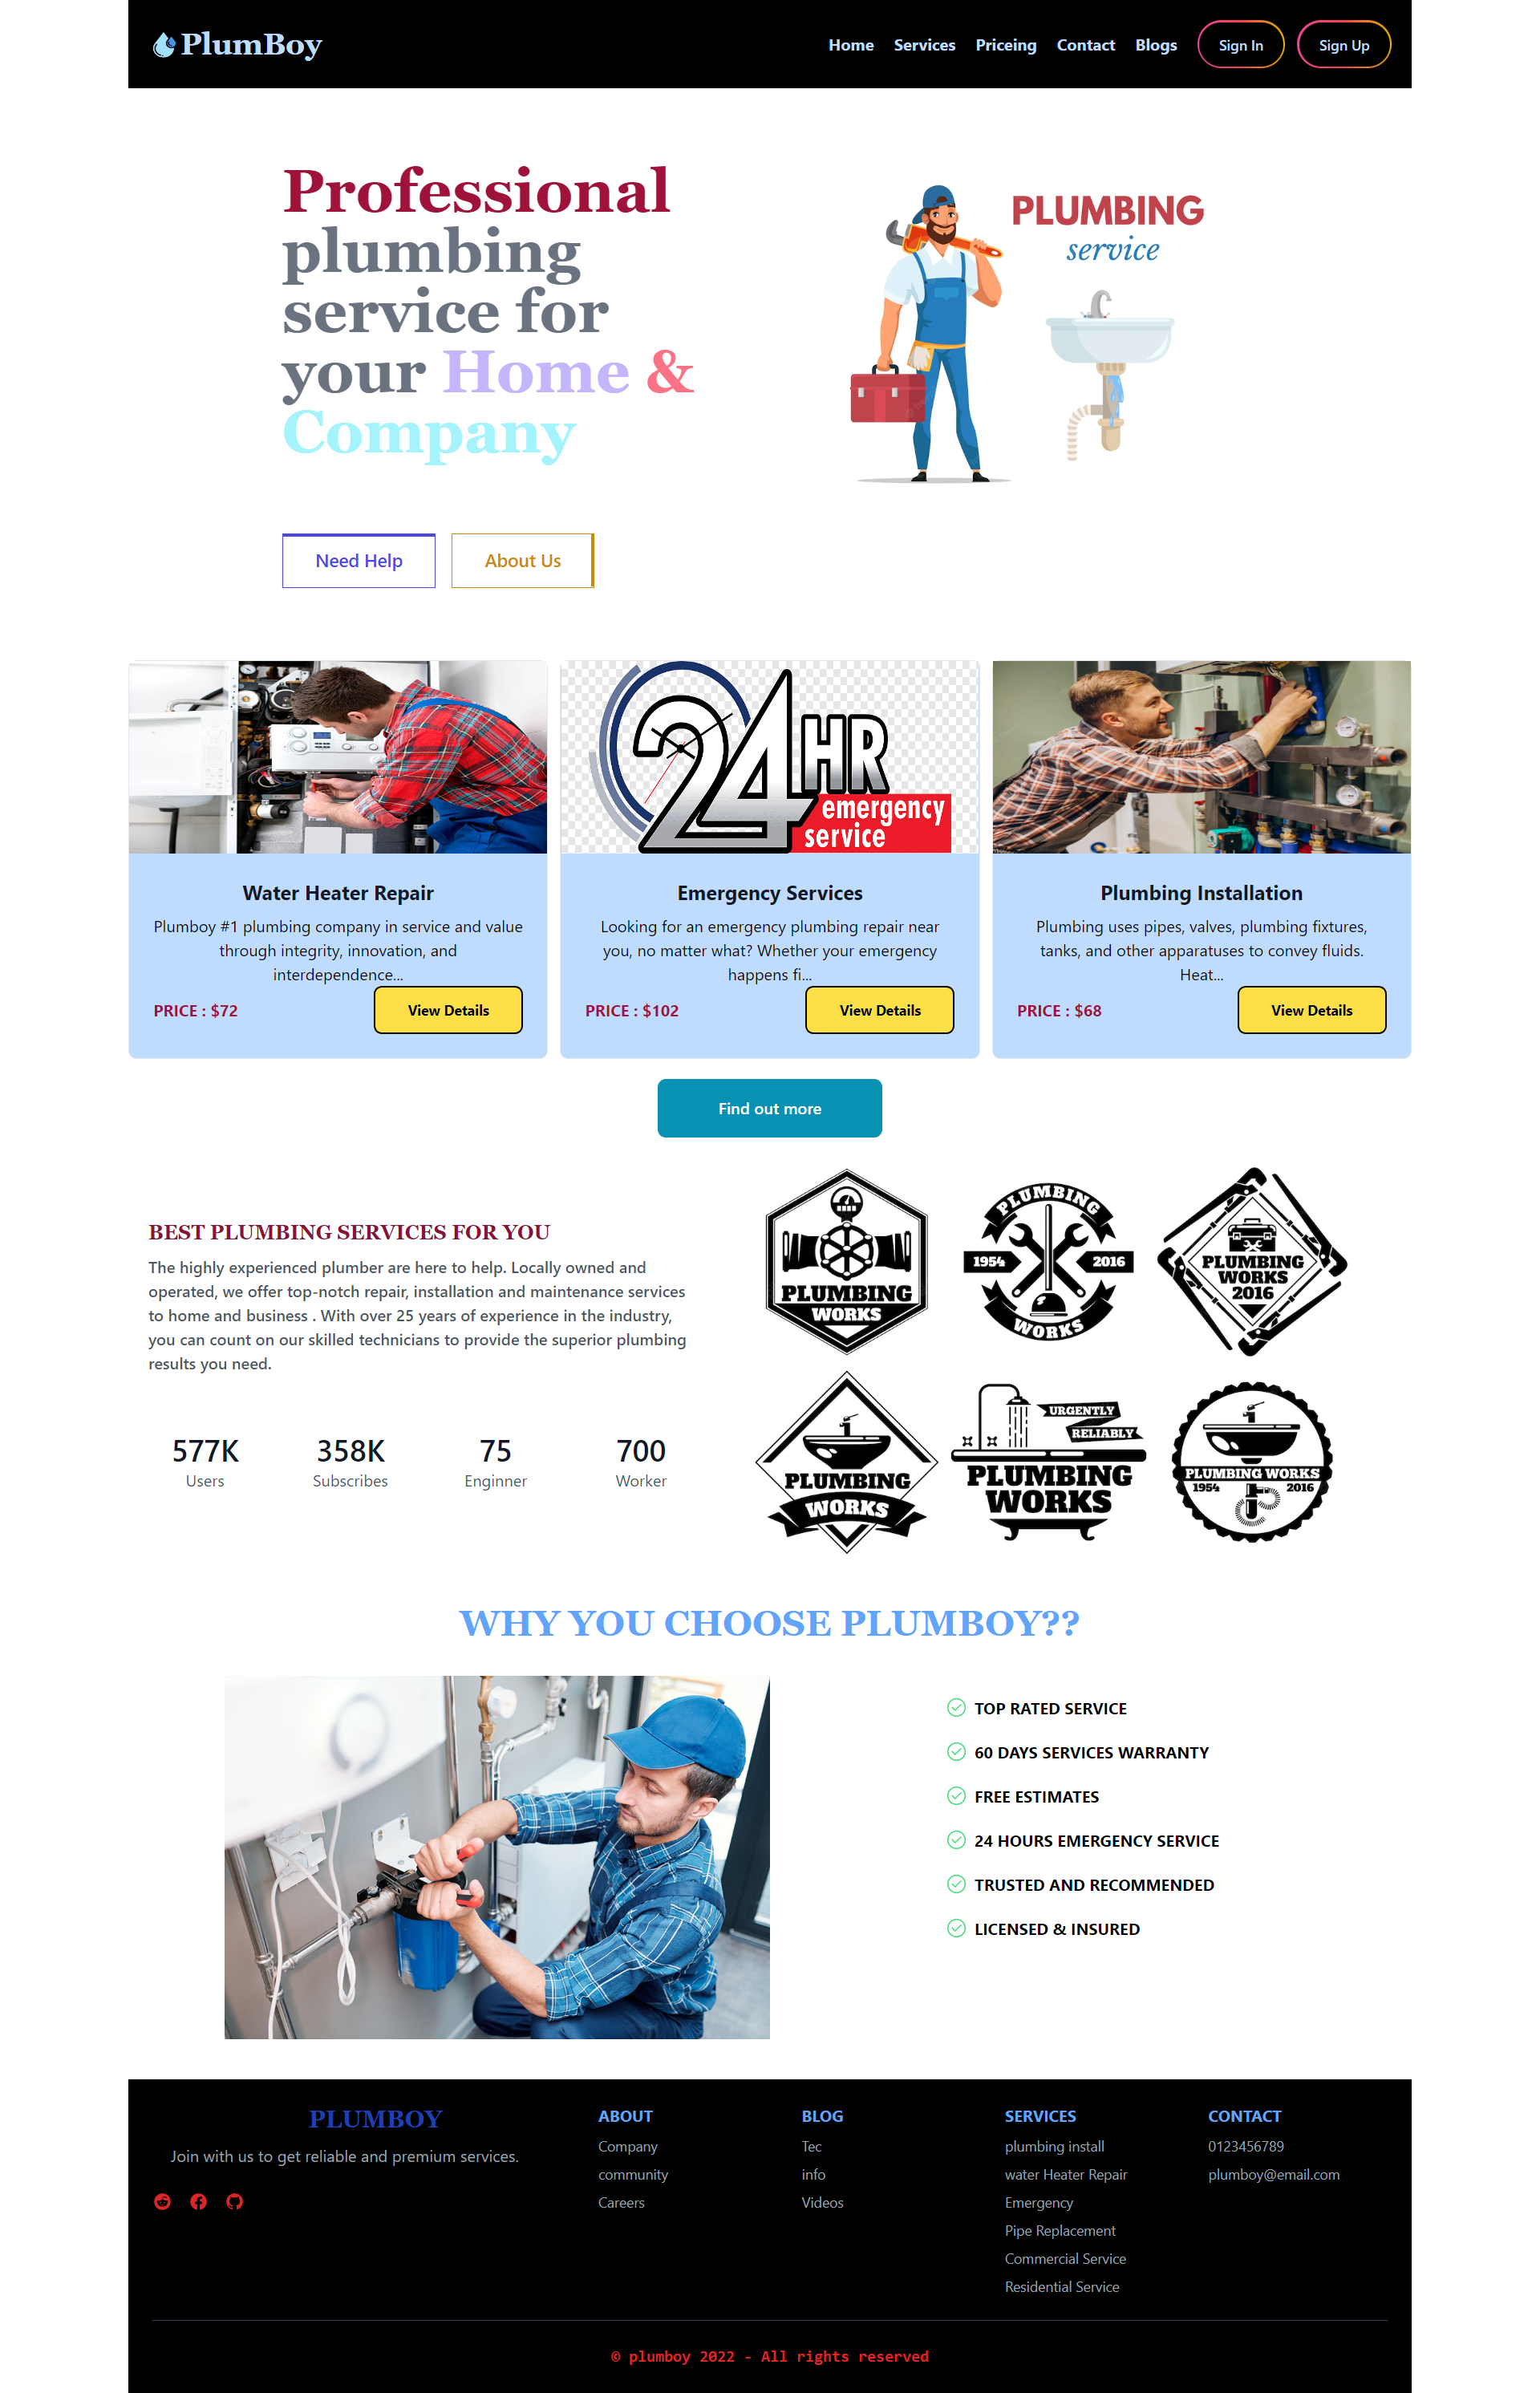 PlumBoy
Home Services Priceing Contact Blogs Sign In Sign Up
Professional
plumbing
service for
your Home &
Company
PLUMBING
service
Need Help
About Us
24HR
emergency
service
Water Heater Repair
Plumboy #1 plumbing company in service and value
through integrity, innovation, and
interdependence...
PRICE : $72
View Details
Emergency Services
Looking for an emergency plumbing repair near
you, no matter what? Whether your emergency
happens fi...
PRICE : $102
View Details
Plumbing Installation
Plumbing uses pipes, valves, plumbing fixtures,
tanks, and other apparatuses to convey fluids.
Heat...
PRICE : $68
View Details
Find out more
BEST PLUMBING SERVICES FOR YOU
The highly experienced plumber are here to help. Locally owned and
operated, we offer top-notch repair, installation and maintenance services
to home and business . With over 25 years of experience in the industry,
you can count on our skilled technicians to provide the superior plumbing
results you need.
577K
Users
358K
Subscribes
75
Enginner
700
Worker
PLUMBING
WORKS
PLUMBING
1954 2016
WORKS
PLUMBING
WORKS
2016
PLUMBING
WORKS
URGENTLY
RELIABLY
PLUMBING
WORKS
PLUMBING WORKS
1954 2016
WHY YOU CHOOSE PLUMBOY??
TOP RATED SERVICE
60 DAYS SERVICES WARRANTY
FREE ESTIMATES
24 HOURS EMERGENCY SERVICE
TRUSTED AND RECOMMENDED
LICENSED & INSURED
PLUMBOY
Join with us to get reliable and premium services.
ABOUT
Company
community
Careers
BLOG
Tec
info
Videos
SERVICES
plumbing install
water Heater Repair
Emergency
Pipe Replacement
Commercial Service
Residential Service
CONTACT
0123456789
plumboy@email.com
© plumboy 2022 - All rights reserved